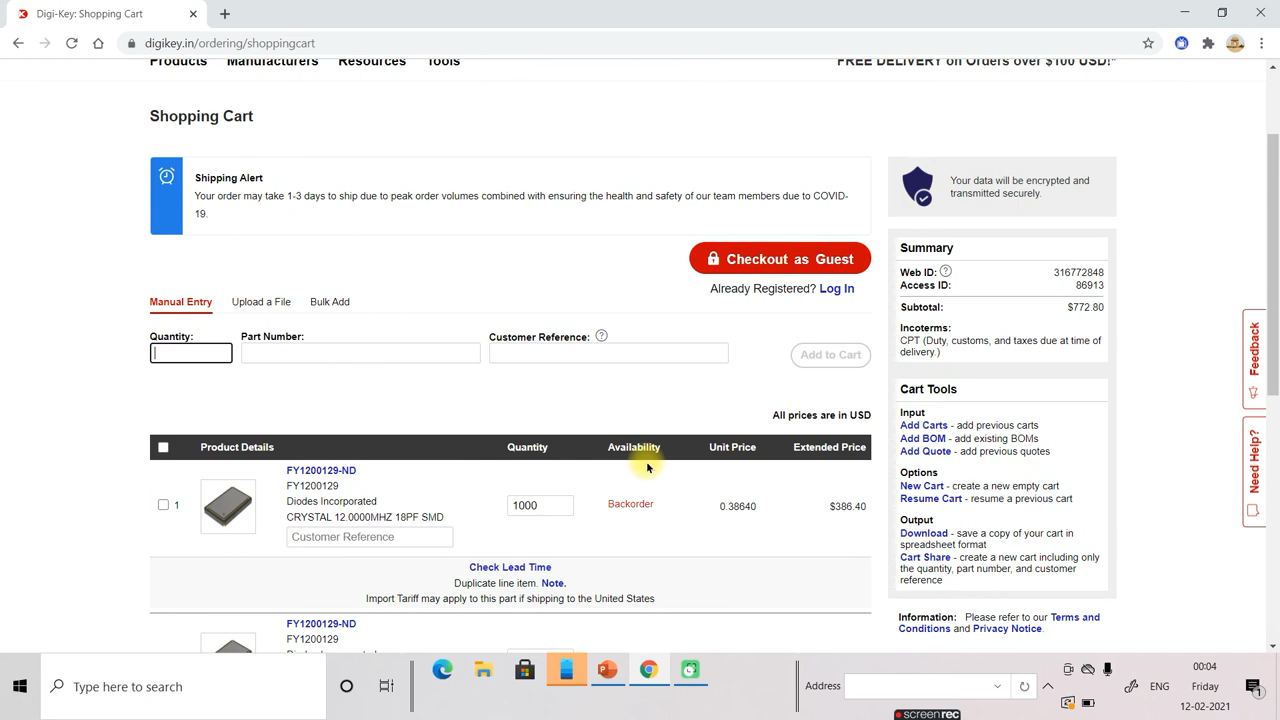 Digi-Key: Shopping Cart
digikey.in/ordering/shoppingcart
Products Manufacturers Resources Tools
FREE DELIVERY on Orders over $100 USD!*
Shopping Cart
Shipping Alert
Your order may take 1-3 days to ship due to peak order volumes combined with ensuring the health and safety of our team members due to COVID-
19.
Your data will be encrypted and
transmitted securely.
Checkout as Guest
Already Registered? Log In
Manual Entry Upload a File Bulk Add
Quantity: Part Number: Customer Reference: ?
Add to Cart
All prices are in USD
Product Details Quantity Availability Unit Price Extended Price
1
FY1200129-ND
FY1200129
Diodes Incorporated
CRYSTAL 12.0000MHZ 18PF SMD
Customer Reference
1000 Backorder 0.38640 $386.40
Check Lead Time
Duplicate line item. Note.
Import Tariff may apply to this part if shipping to the United States
FY1200129-ND
FY1200129
Summary
Web ID: ? 316772848
Access ID: 86913
Subtotal: $772.80
Incoterms:
CPT (Duty, customs, and taxes due at time of
delivery.)
Cart Tools
Input
Add Carts - add previous carts
Add BOM - add existing BOMs
Add Quote - add previous quotes
Options
New Cart - create a new empty cart
Resume Cart - resume a previous cart
Output
Download - save a copy of your cart in
spreadsheet format
Cart Share - create a new cart including only
the quantity, part number, and customer
reference
Information: Please refer to our Terms and
Conditions and Privacy Notice.
Feedback
Need Help?
Type here to search
Address
ENG
00:04
Friday
12-02-2021
1
screenrec